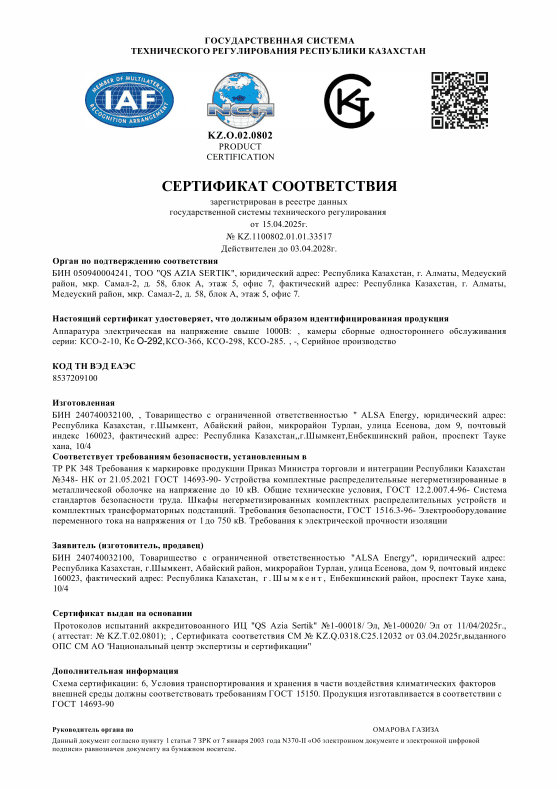 ГОСУДАРСТВЕННАЯ СИСТЕМА
ТЕХНИЧЕСКОГО РЕГУЛИРОВАНИЯ РЕСПУБЛИКИ КАЗАХСТАН
MEMBER OF MULTILATERAL
IAF
RECOGNITION ARRANGEMENT
NCA
KCT
KZ.O.02.0802
PRODUCT
CERTIFICATION
СЕРТИФИКАТ СООТВЕТСТВИЯ
зарегистрирован в реестре данных
государственной системы технического регулирования
от 15.04.2025г.
№ KZ.1100802.01.01.33517
Действителен до 03.04.2028г.
Орган по подтверждению соответствия
БИН 050940004241, ТОО "QS AZIA SERTIK", юридический адрес: Республика Казахстан, г. Алматы, Медеуский
район, мкр. Самал-2, д. 58, блок А, этаж 5, офис 7, фактический адрес: Республика Казахстан, г. Алматы,
Медеуский район, мкр. Самал-2, д. 58, блок А, этаж 5, офис 7.
Настоящий сертификат удостоверяет, что должным образом идентифицированная продукция
Аппаратура электрическая на напряжение свыше 1000В: , камеры сборные одностороннего обслуживания
серии: КСО-2-10, Кс О-292,КСО-366, КСО-298, КСО-285. , -, Серийное производство
КОД ТН ВЭД ЕАЭС
8537209100
Изготовленная
БИН 240740032100, , Товарищество с ограниченной ответственностью " ALSA Energy, юридический адрес:
Республика Казахстан, г.Шымкент, Абайский район, микрорайон Турлан, улица Есенова, дом 9, почтовый
индекс 160023, фактический адрес: Республика Казахстан,,г.Шымкент,Енбекшинский район, проспект Тауке
хана, 10/4
Соответствует требованиям безопасности, установленным в
ТР РК 348 Требования к маркировке продукции Приказ Министра торговли и интеграции Республики Казахстан
№348- НК от 21.05.2021 ГОСТ 14693-90- Устройства комплектные распределительные негерметизированные в
металлической оболочке на напряжение до 10 кВ. Общие технические условия, ГОСТ 12.2.007.4-96- Система
стандартов безопасности труда. Шкафы негерметизированных комплектных распределительных устройств и
комплектных трансформаторных подстанций. Требования безопасности, ГОСТ 1516.3-96- Электрооборудование
переменного тока на напряжения от 1 до 750 кВ. Требования к электрической прочности изоляции
Заявитель (изготовитель, продавец)
БИН 240740032100, Товарищество с ограниченной ответственностью "ALSA Energy", юридический адрес:
Республика Казахстан, г.Шымкент, Абайский район, микрорайон Турлан, улица Есенова, дом 9, почтовый индекс
160023, фактический адрес: Республика Казахстан, г . Ш ы м к е н т , Енбекшинский район, проспект Тауке хана,
10/4
Сертификат выдан на основании
Протоколов испытаний аккредитовоанного ИЦ "QS Azia Sertik" №1-00018/ Эл, №1-00020/ Эл от 11/04/2025г.,
( аттестат: № KZ.T.02.0801); , Сертификата соответствия СМ № KZ.Q.0318.C25.12032 от 03.04.2025г,выданного
ОПС СМ АО 'Национальный центр экспертизы и сертификации"
Дополнительная информация
Схема сертификации: 6, Условия транспортирования и хранения в части воздействия климатических факторов
внешней среды должны соответствовать требованиям ГОСТ 15150. Продукция изготавливается в соответствии с
ГОСТ 14693-90
Руководитель органа по ОМАРОВА ГАЗИЗА
Данный документ согласно пункту 1 статьи 7 ЗРК от 7 января 2003 года N370-II «Об электронном документе и электронной цифровой
подписи» равнозначен документу на бумажном носителе.